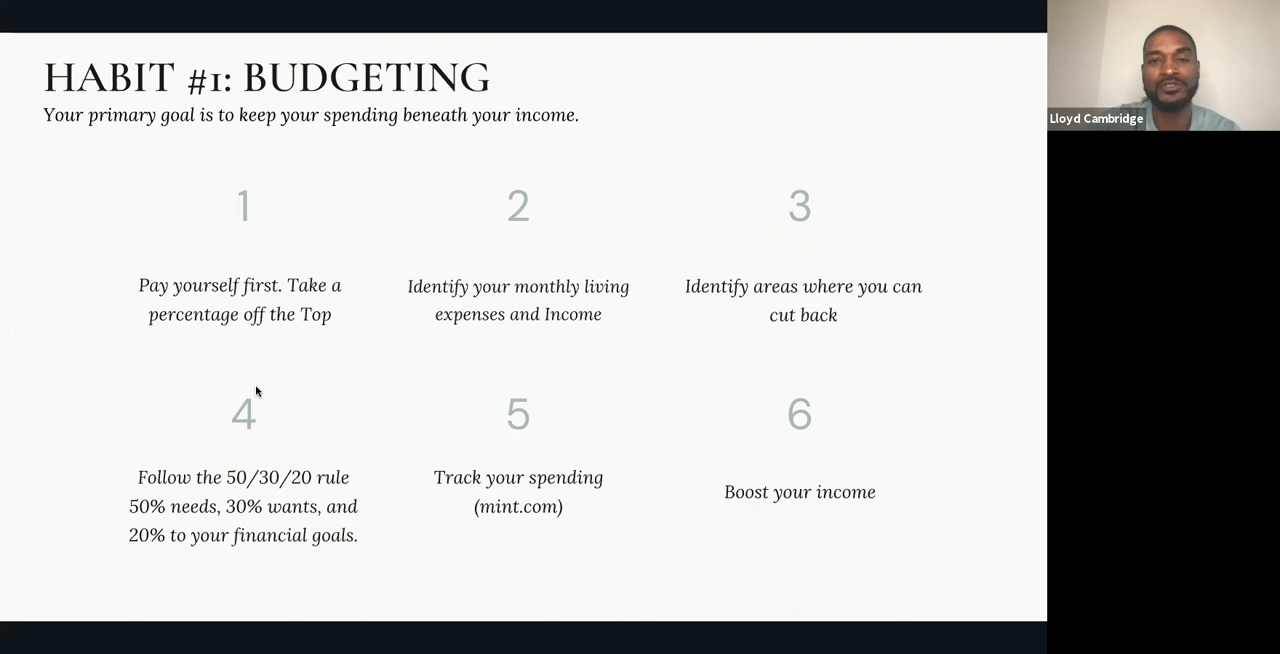 HABIT #1: BUDGETING
Your primary goal is to keep your spending beneath your income.
Lloyd Cambridge
1
Pay yourself first. Take a
percentage off the Top
2
Identify your monthly living
expenses and Income
3
Identify areas where you can
cut back
4
Follow the 50/30/20 rule
50% needs, 30% wants, and
20% to your financial goals.
5
Track your spending
(mint.com)
6
Boost your income